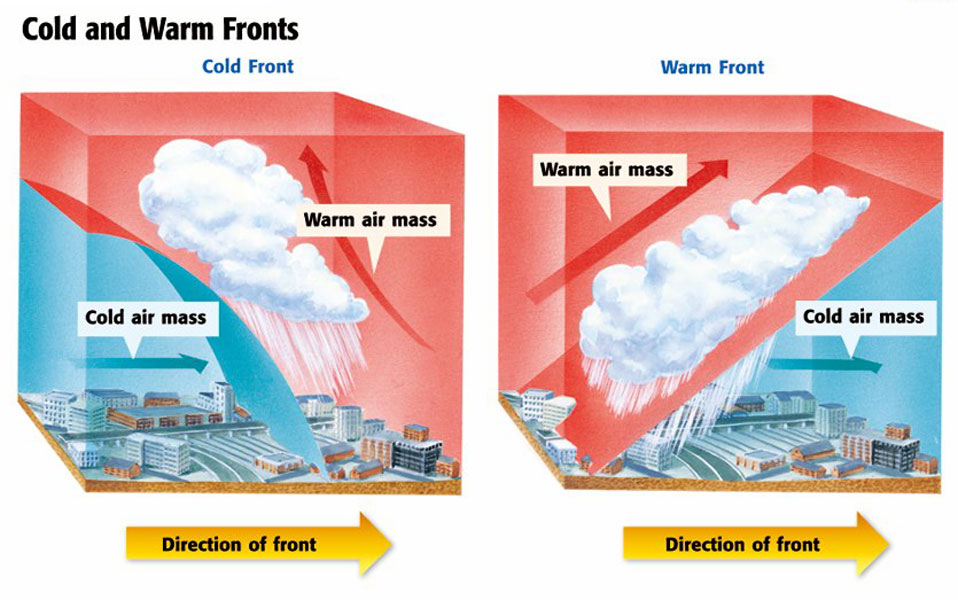 Cold and Warm Fronts
Cold Front
Warm Front
Warm air mass
Cold air mass
Direction of front
Warm air mass
Cold air mass
Direction of front